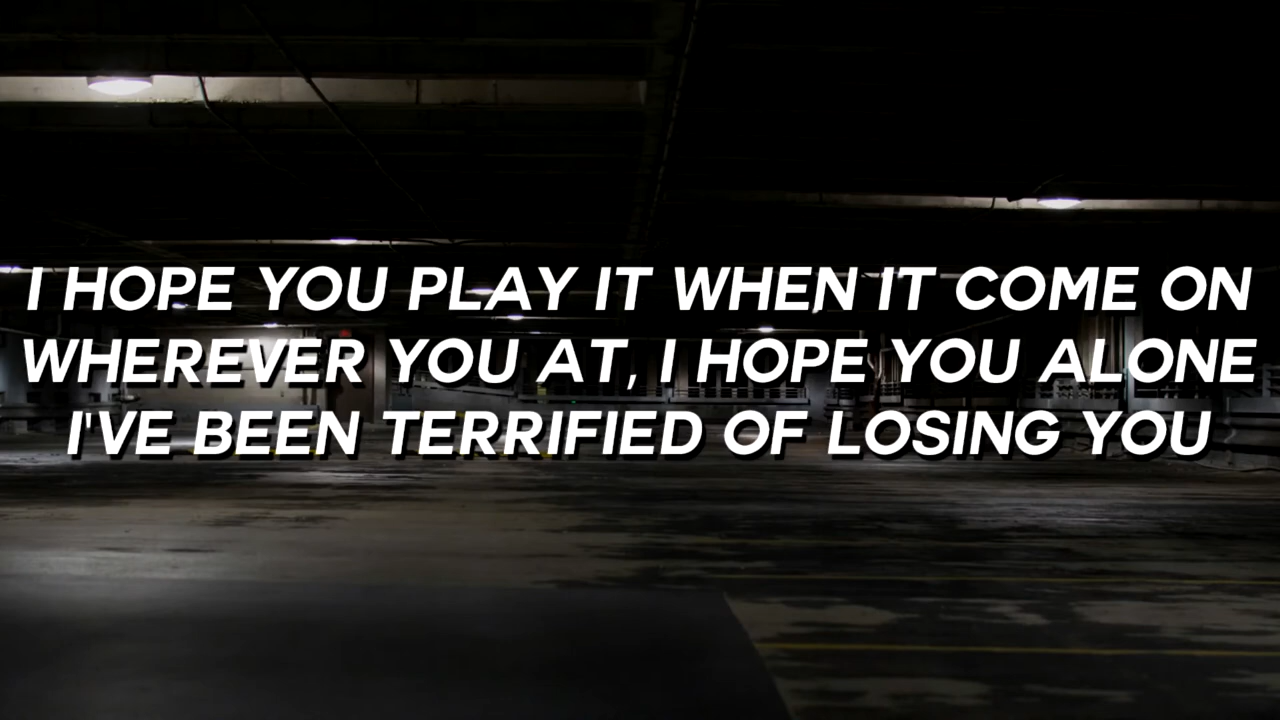 I HOPE YOU PLAY IT WHEN IT COME ON
WHEREVER YOU AT, I HOPE YOU ALONE
I'VE BEEN TERRIFIED OF LOSING YOU